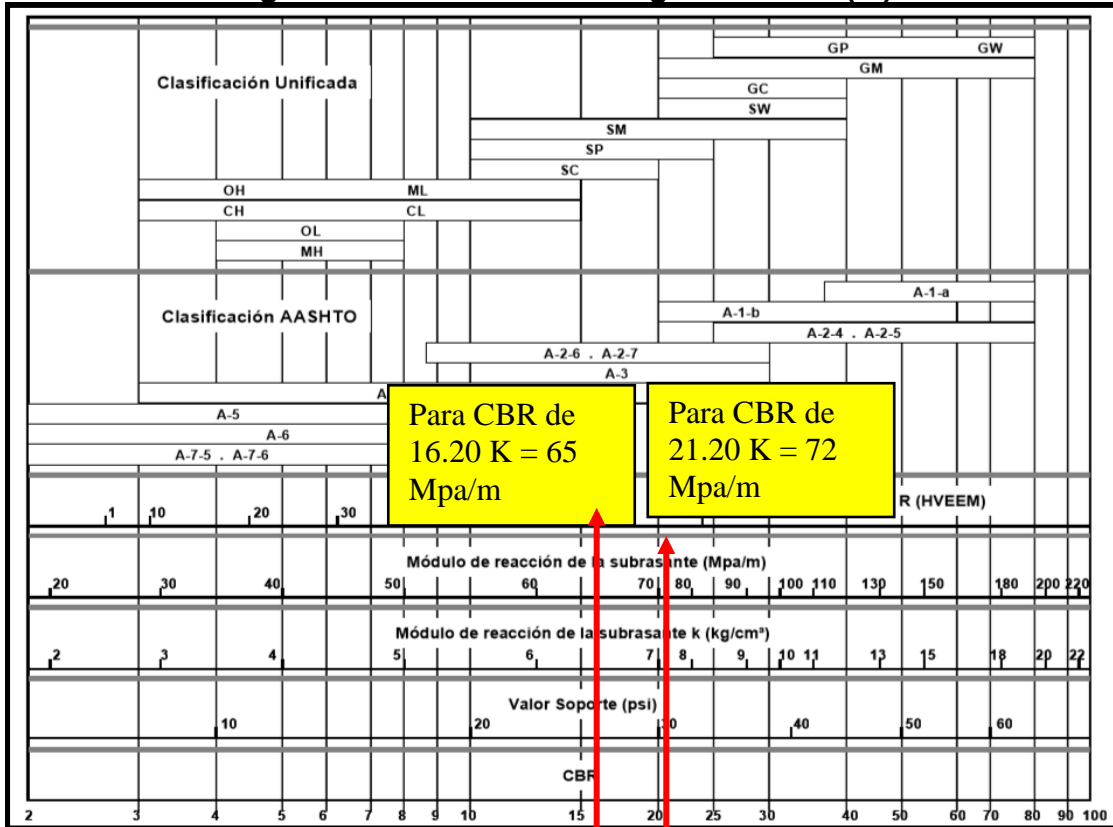 GP GW
GM
Clasificación Unificada
GC
SW
SM
SP
SC
OH ML
CH CL
OL
MH
A-1-a
Clasificación AASHTO
A-1-b
A-2-4 . A-2-5
A-2-6 . A-2-7
A-3
A
A-5
A-6
A-7-5 . A-7-6
Para CBR de
16.20 K = 65
Mpa/m
Para CBR de
21.20 K = 72
Mpa/m
R (HVEEM)
1 10 20 30
Módulo de reacción de la subrasante (Mpa/m)
20 30 40 50 60 70 80 90 100 110 130 150 180 200 220
Módulo de reacción de la subrasante k (kg/cm³)
2 3 4 5 6 7 8 9 10 11 13 15 18 20 22
Valor Soporte (psi)
10 20 30 40 50 60
CBR
2 3 4 5 6 7 8 9 10 15 20 25 30 40 50 60 70 80 90 100